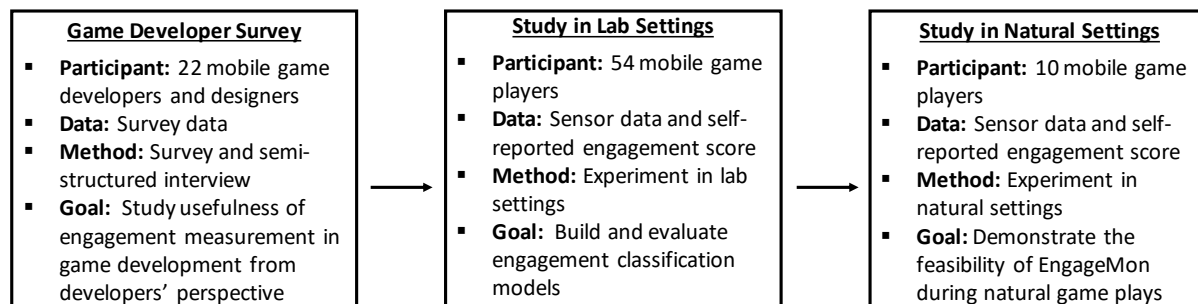 Game Developer Survey
▪ Participant: 22 mobile game
developers and designers
▪ Data: Survey data
▪ Method: Survey and semi-
structured interview
▪ Goal: Study usefulness of
engagement measurement in
game development from
developers' perspective
Study in Lab Settings
▪ Participant: 54 mobile game
players
▪ Data: Sensor data and self-
reported engagement score
▪ Method: Experiment in lab
settings
▪ Goal: Build and evaluate
engagement classification
models
Study in Natural Settings
▪ Participant: 10 mobile game
players
▪ Data: Sensor data and self-
reported engagement score
▪ Method: Experiment in
natural settings
▪ Goal: Demonstrate the
feasibility of EngageMon
during natural game plays